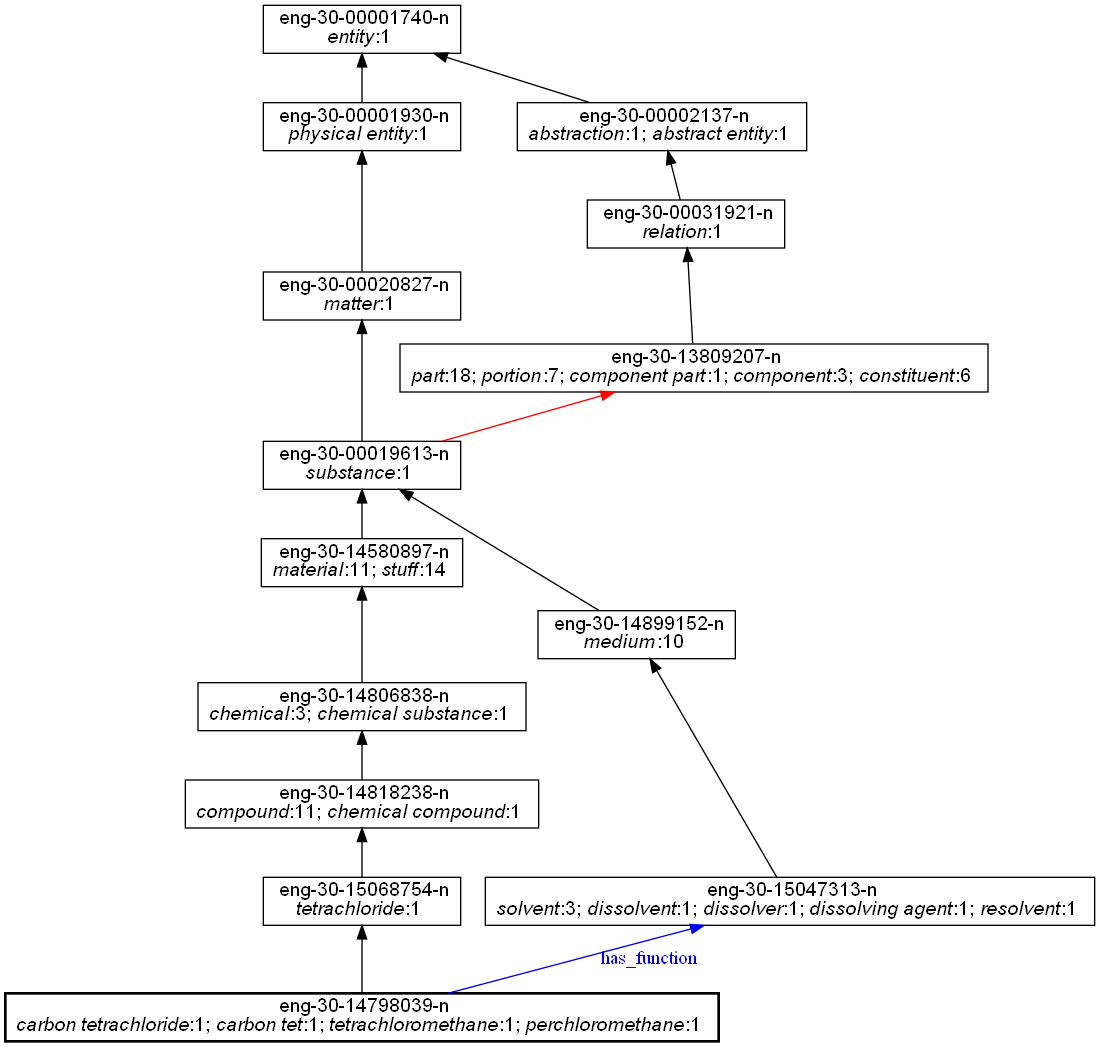 eng-30-00001740-n
entity:1
eng-30-00001930-n
physical entity:1
eng-30-00002137-n
abstraction:1; abstract entity:1
eng-30-00031921-n
relation:1
eng-30-00020827-n
matter:1
eng-30-13809207-n
part:18; portion:7; component part:1; component:3; constituent:6
eng-30-00019613-n
substance:1
eng-30-14580897-n
material:11; stuff:14
eng-30-14899152-n
medium:10
eng-30-14806838-n
chemical:3; chemical substance:1
eng-30-14818238-n
compound:11; chemical compound:1
eng-30-15068754-n
tetrachloride:1
eng-30-15047313-n
solvent:3; dissolvent:1; dissolver:1; dissolving agent:1; resolvent:1
has_function
eng-30-14798039-n
carbon tetrachloride:1; carbon tet:1; tetrachloromethane:1; perchloromethane:1